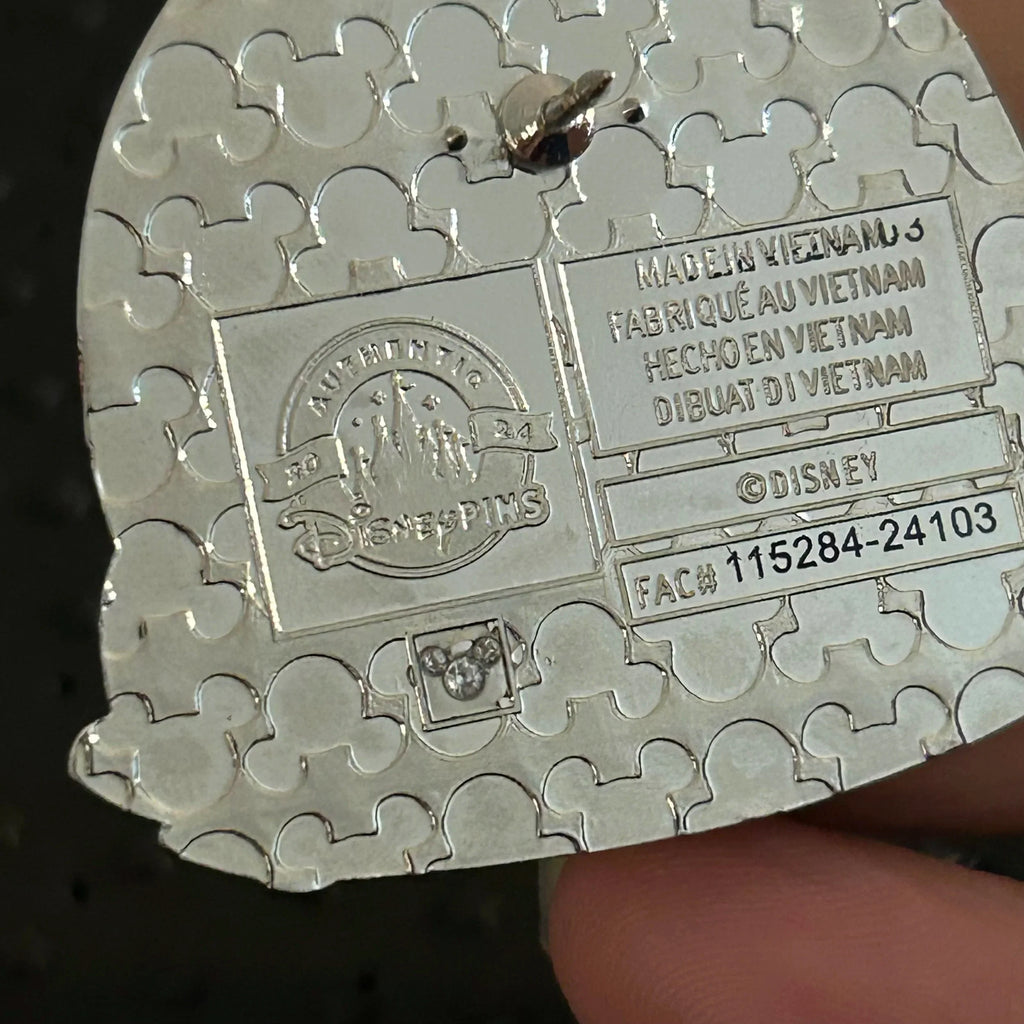 AUTHENTIC
20 24
Disney PINS
MADE IN VIETNAM
FABRIQUÉ AU VIETNAM
HECHO EN VIETNAM
DIBUAT DI VIETNAM
©DISNEY
FAC# 115284-24103